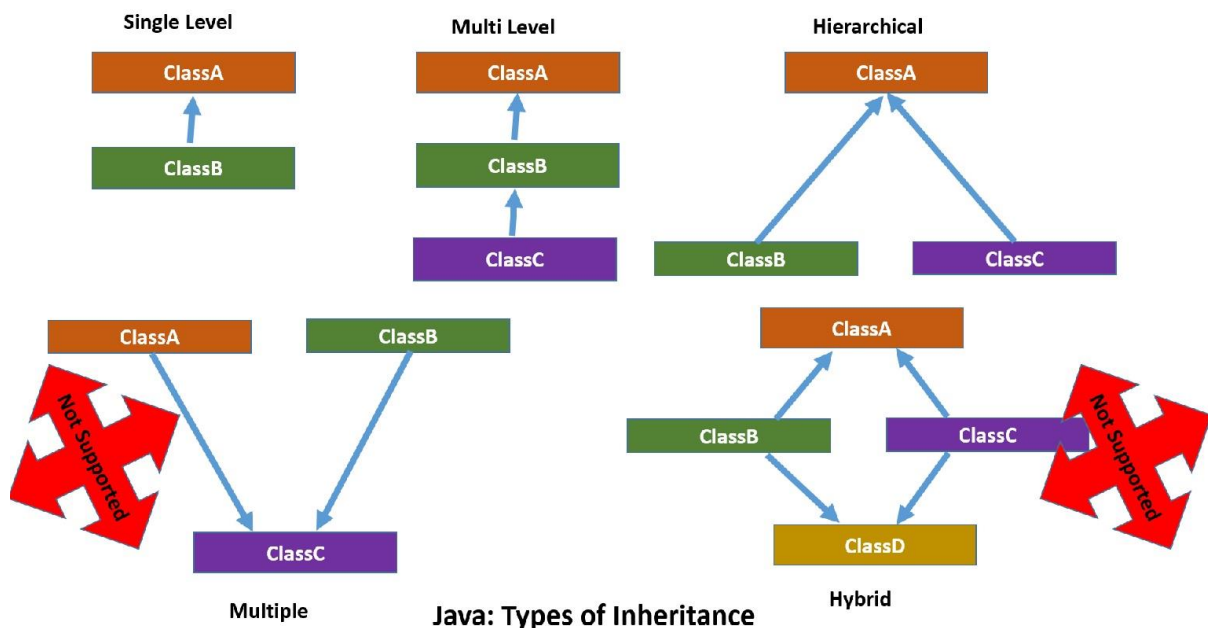 Single Level
ClassA
ClassB
Multi Level
ClassA
ClassB
ClassC
Hierarchical
ClassA
ClassB
ClassC
ClassA
ClassB
Not Supported
ClassC
Multiple
ClassA
ClassB
ClassC
Not Supported
ClassD
Hybrid
Java: Types of Inheritance